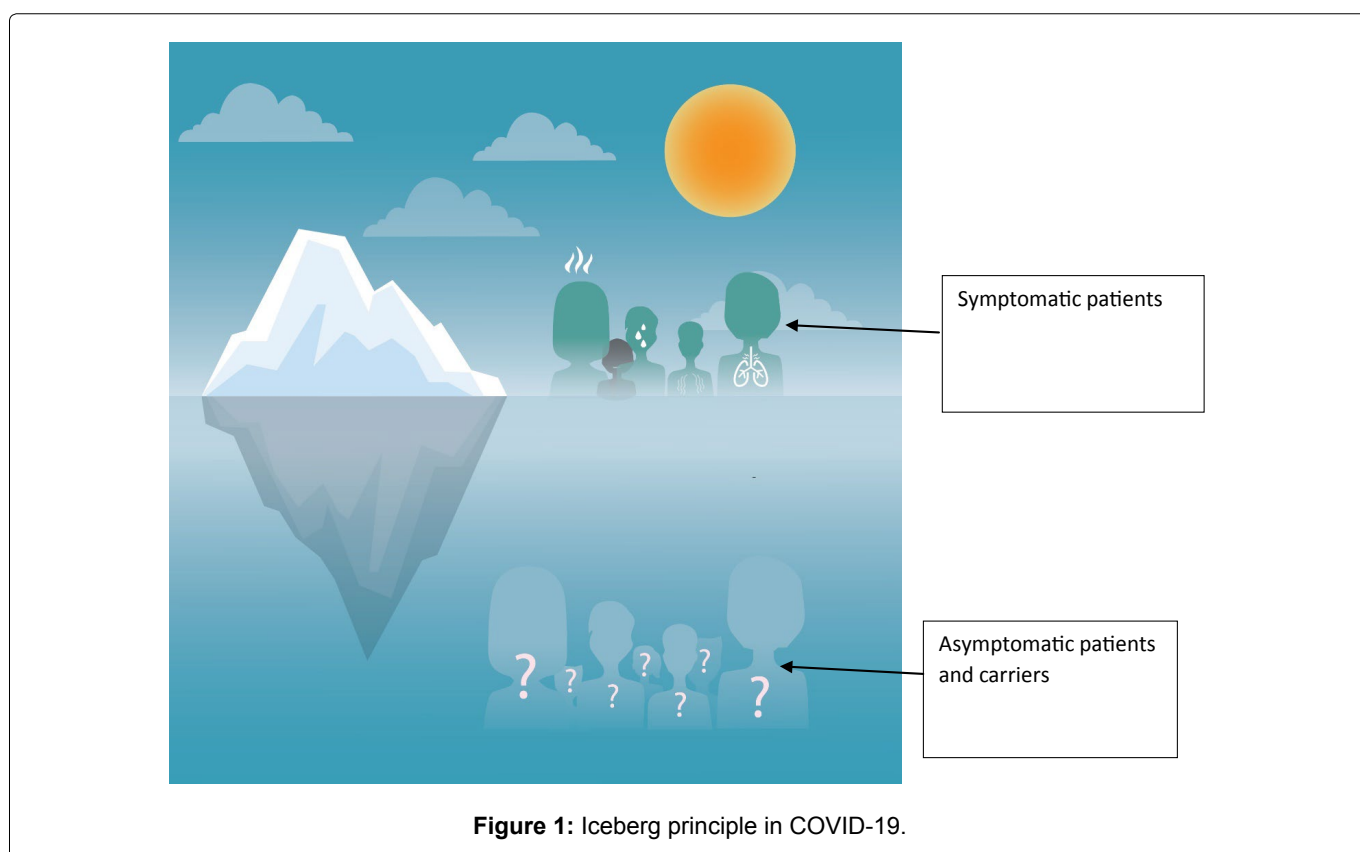 Symptomatic patients
Asymptomatic patients
and carriers
? ? ? ? ? ? ?
Figure 1: Iceberg principle in COVID-19.